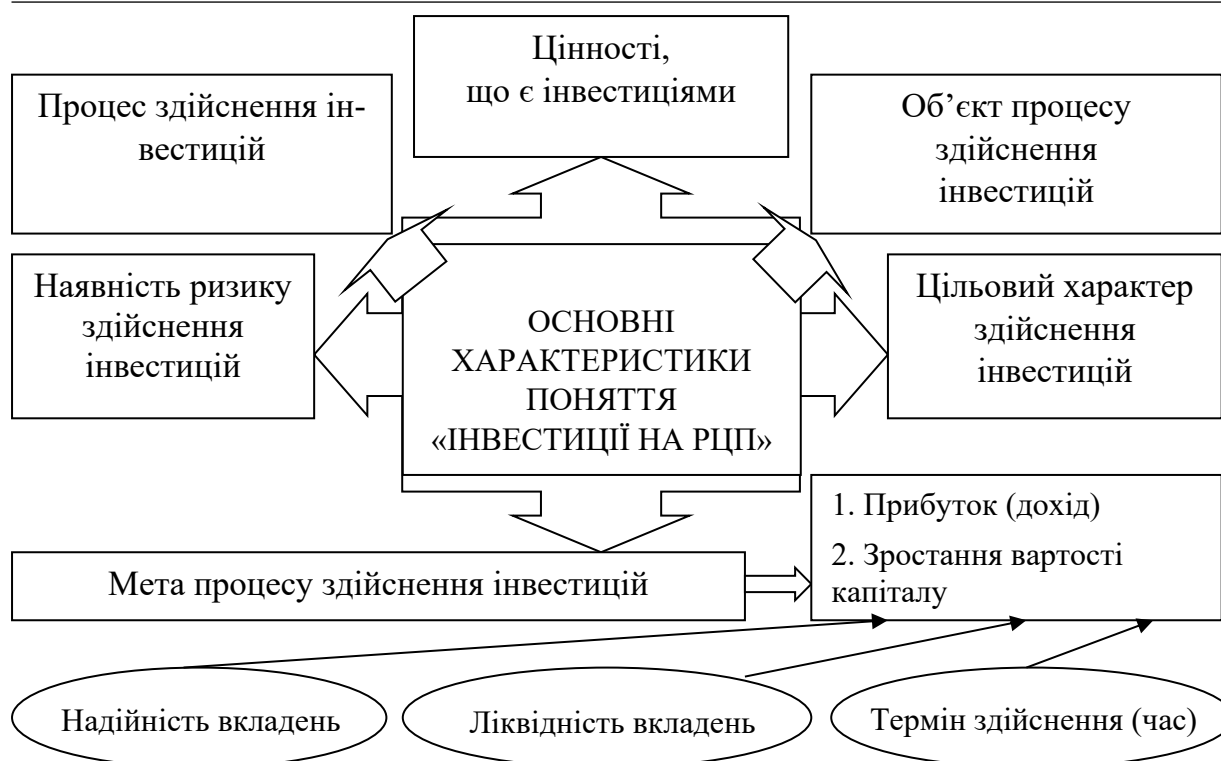 Цінності,
що є інвестиціями
Процес здійснення ін-
вестицій
Об’єкт процесу
здійснення
інвестицій
Наявність ризику
здійснення
інвестицій
ОСНОВНІ
ХАРАКТЕРИСТИКИ
ПОНЯТТЯ
«ІНВЕСТИЦІЇ НА РЦП»
Цільовий характер
здійснення
інвестицій
Мета процесу здійснення інвестицій
1. Прибуток (дохід)
2. Зростання вартості
капіталу
Надійність вкладень
Ліквідність вкладень
Термін здійснення (час)